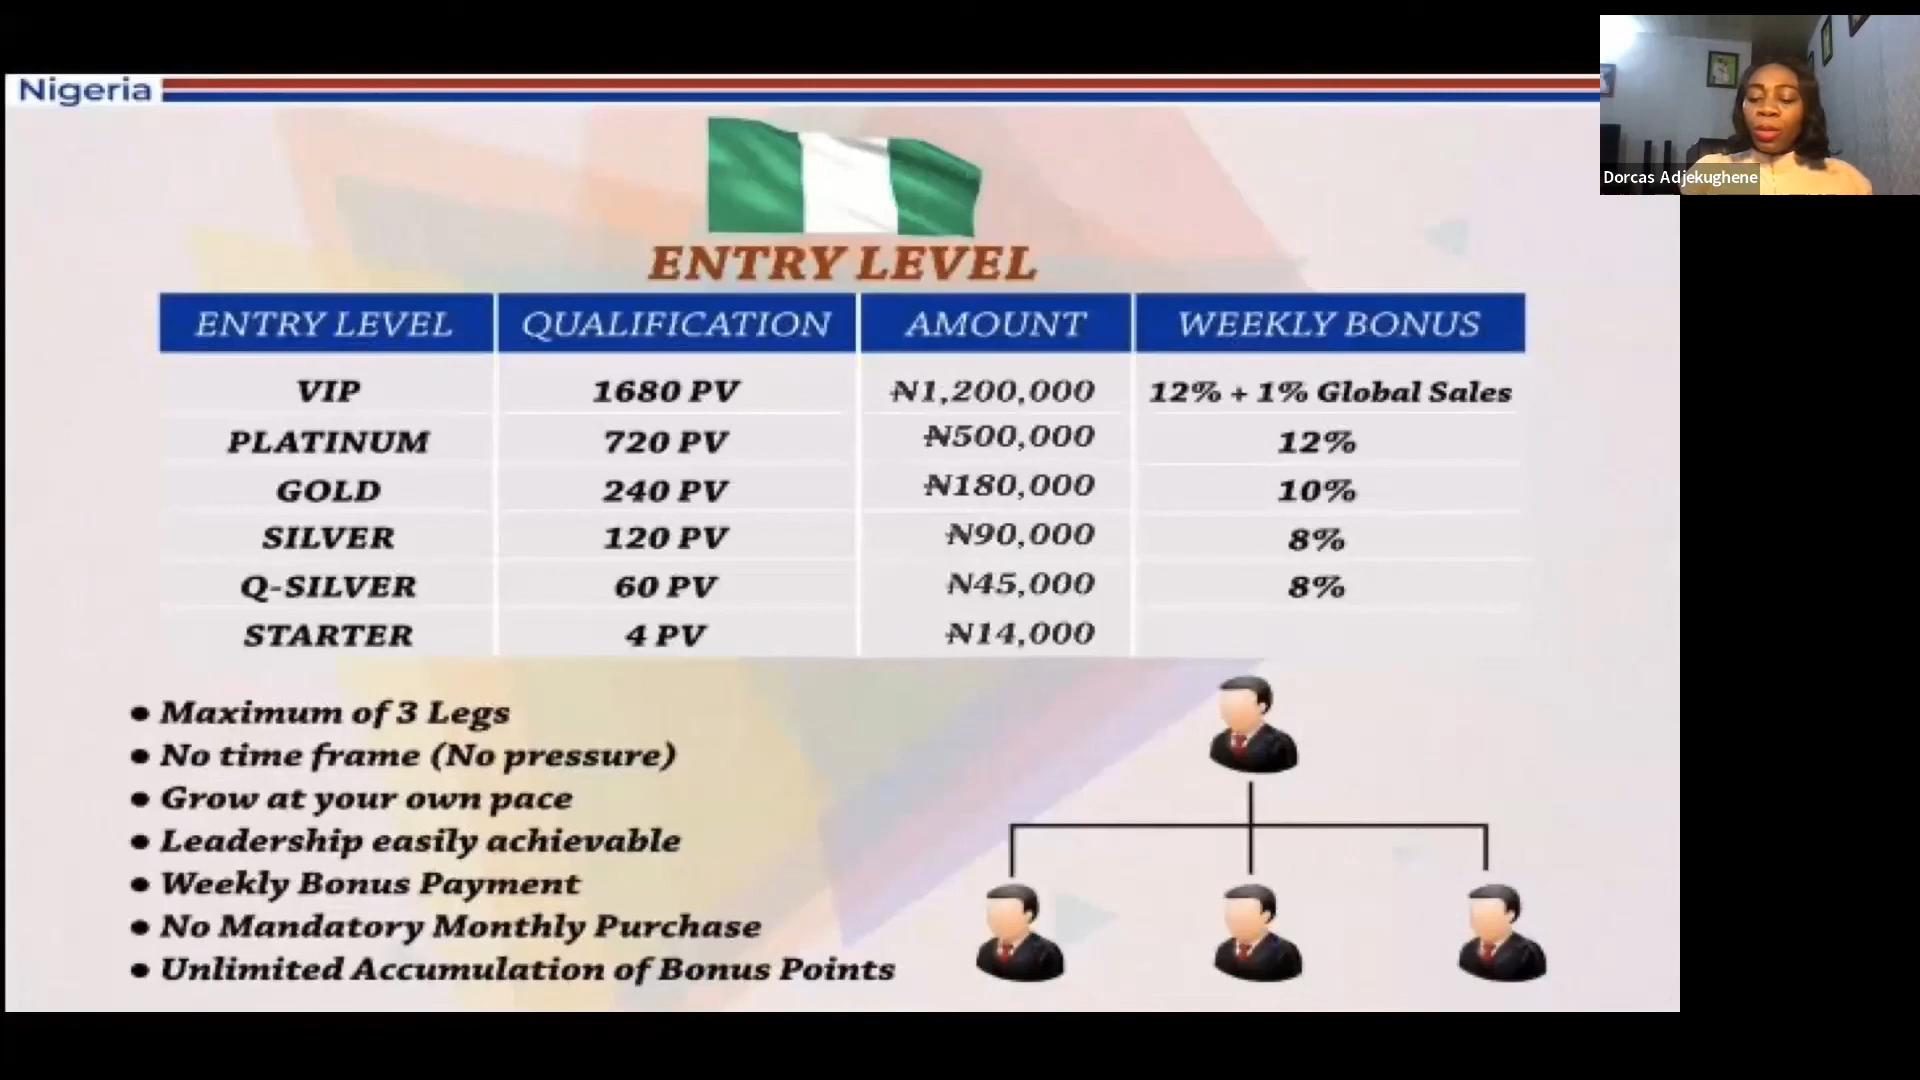 Nigeria
Dorcas Adjekughene
ENTRY LEVEL
ENTRY LEVEL QUALIFICATION AMOUNT WEEKLY BONUS
VIP 1680 PV ₦1,200,000 12% + 1% Global Sales
PLATINUM 720 PV ₦500,000 12%
GOLD 240 PV ₦180,000 10%
SILVER 120 PV ₦90,000 8%
Q-SILVER 60 PV ₦45,000 8%
STARTER 4 PV ₦14,000
• Maximum of 3 Legs
• No time frame (No pressure)
• Grow at your own pace
• Leadership easily achievable
• Weekly Bonus Payment
• No Mandatory Monthly Purchase
• Unlimited Accumulation of Bonus Points